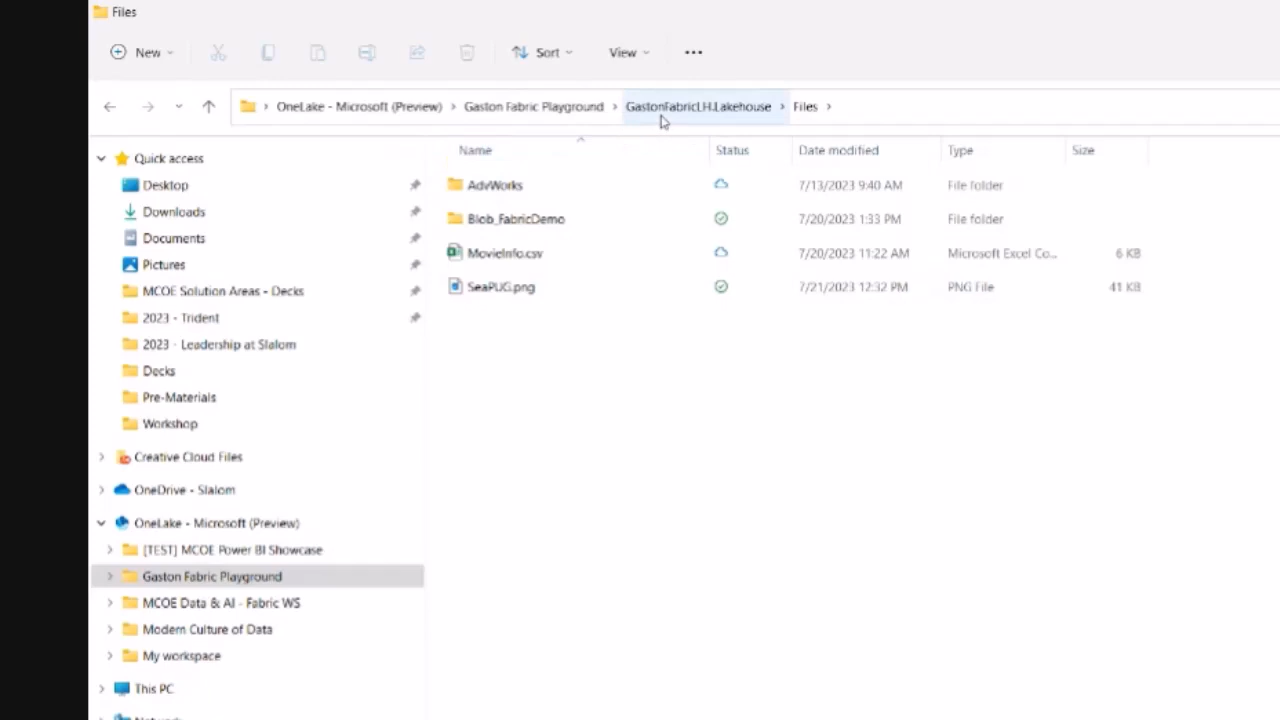 Files
New Sort View
OneLake - Microsoft (Preview) Gaston Fabric Playground GastonFabricLH.Lakehouse Files
Name Status Date modified Type Size
AdvWorks 7/13/2023 9:40 AM File folder
Blob_FabricDemo 7/20/2023 1:33 PM File folder
MovieInfo.csv 7/20/2023 11:22 AM Microsoft Excel Co... 6 KB
SeaPUG.png 7/21/2023 12:32 PM PNG File 41 KB
Quick access
Desktop
Downloads
Documents
Pictures
MCOE Solution Areas - Decks
2023 - Trident
2023 - Leadership at Slalom
Decks
Pre-Materials
Workshop
Creative Cloud Files
OneDrive - Slalom
OneLake - Microsoft (Preview)
[TEST] MCOE Power BI Showcase
Gaston Fabric Playground
MCOE Data & AI - Fabric WS
Modern Culture of Data
My workspace
This PC